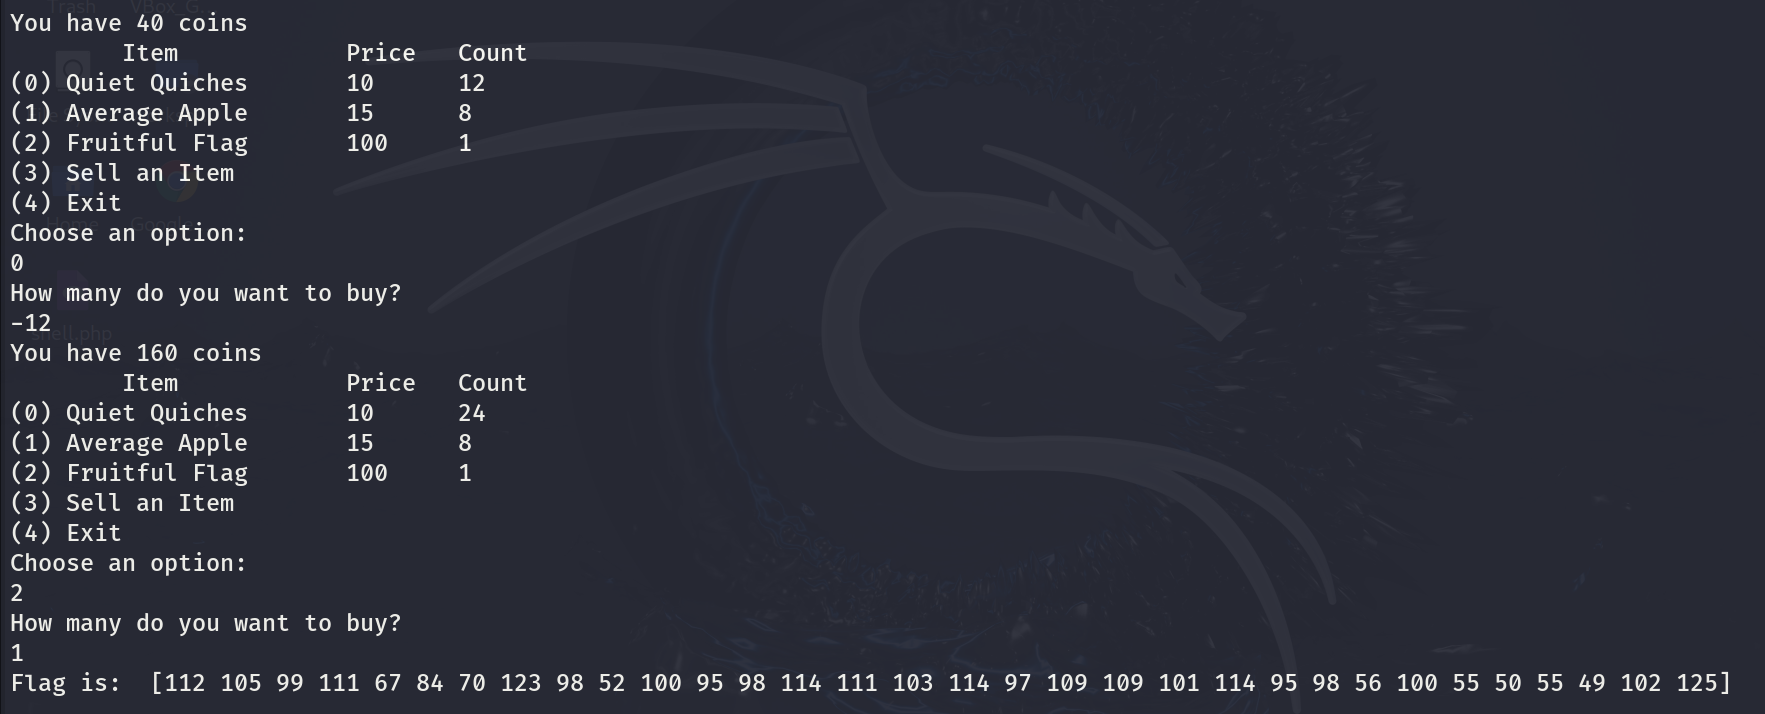 Trash VBox_G...
You have 40 coins
Item Price Count
(0) Quiet Quiches 10 12
(1) Average Apple 15 8
(2) Fruitful Flag 100 1
(3) Sell an Item
(4) Exit
Home Google...
Choose an option:
0
How many do you want to buy?
-12
shell.php
You have 160 coins
Item Price Count
(0) Quiet Quiches 10 24
(1) Average Apple 15 8
(2) Fruitful Flag 100 1
(3) Sell an Item
(4) Exit
Choose an option:
2
How many do you want to buy?
1
Flag is:  [112 105 99 111 67 84 70 123 98 52 100 95 98 114 111 103 114 97 109 109 101 114 95 98 56 100 55 50 55 49 102 125]